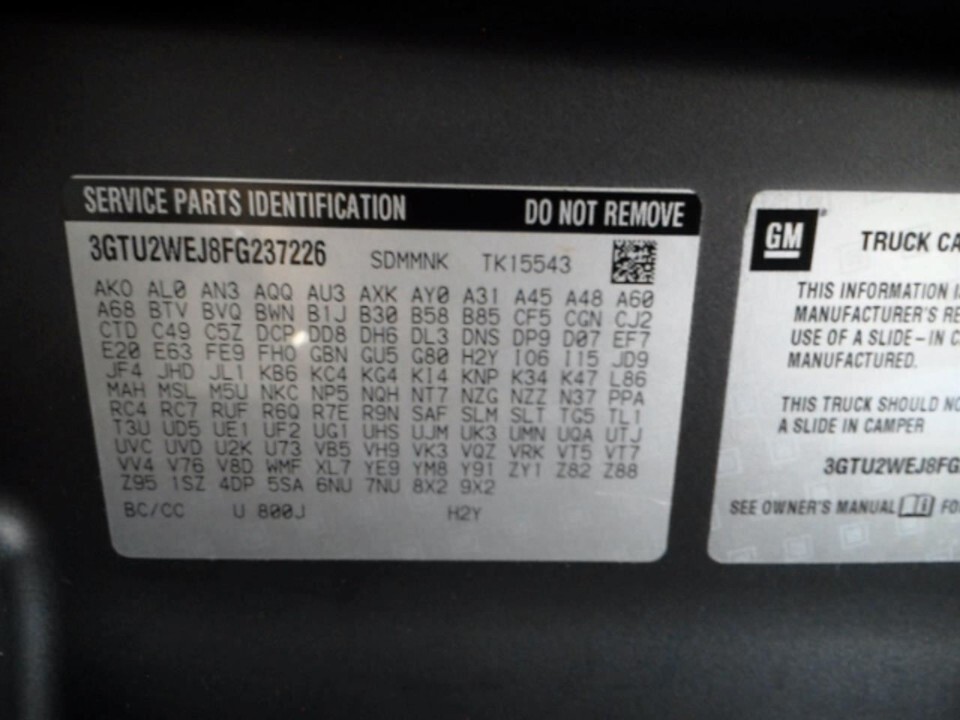 SERVICE PARTS IDENTIFICATION DO NOT REMOVE
3GTU2WEJ8FG237226 SDMMNK TK15543
AKO AL0 AN3 AQQ AU3 AXK AY0 A31 A45 A48 A60
A68 BTV BVQ BWN B1J B30 B58 B85 CF5 CGN CJ2
CTD C49 C5Z DCP DD8 DH6 DL3 DNS DP9 D07 EF7
E20 E63 FE9 FHO GBN GU5 G80 H2Y IO6 I15 JD9
JF4 JHD JL1 KB6 KC4 KG4 KI4 KNP K34 K47 L86
MAH MSL M5U NKC NP5 NQH NT7 NZG NZZ N37 PPA
RC4 RC7 RUF R6Q R7E R9N SAF SLM SLT TG5 TL1
T3U UD5 UE1 UF2 UG1 UHS UJM UK3 UMN UQA UTJ
UVC UVD U2K U73 VB5 VH9 VK3 VQZ VRK VT5 VT7
VV4 V76 V8D WMF XL7 YE9 YM8 Y91 ZY1 Z82 Z88
Z95 1SZ 4DP 5SA 6NU 7NU 8X2 9X2
BC/CC U 800J H2Y
GM
TRUCK CA
THIS INFORMATION I
MANUFACTURER'S RE
USE OF A SLIDE-IN C
MANUFACTURED.
THIS TRUCK SHOULD NO
A SLIDE IN CAMPER
3GTU2WEJ8FG
SEE OWNER'S MANUAL FO